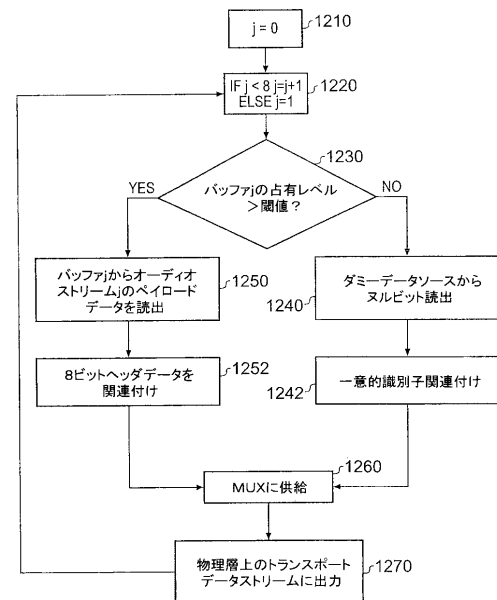 j = 0
1210
IF j < 8 j=j+1
ELSE j=1
1220
1230
バッファjの占有レベル
＞閾値？
YES
NO
バッファjからオーディオ
ストリームjのペイロード
データを読出
1250
ダミーデータソースから
ヌルビット読出
1240
8ビットヘッダデータを
関連付け
1252
一意的識別子関連付け
1242
MUXに供給
1260
物理層上のトランスポート
データストリームに出力
1270